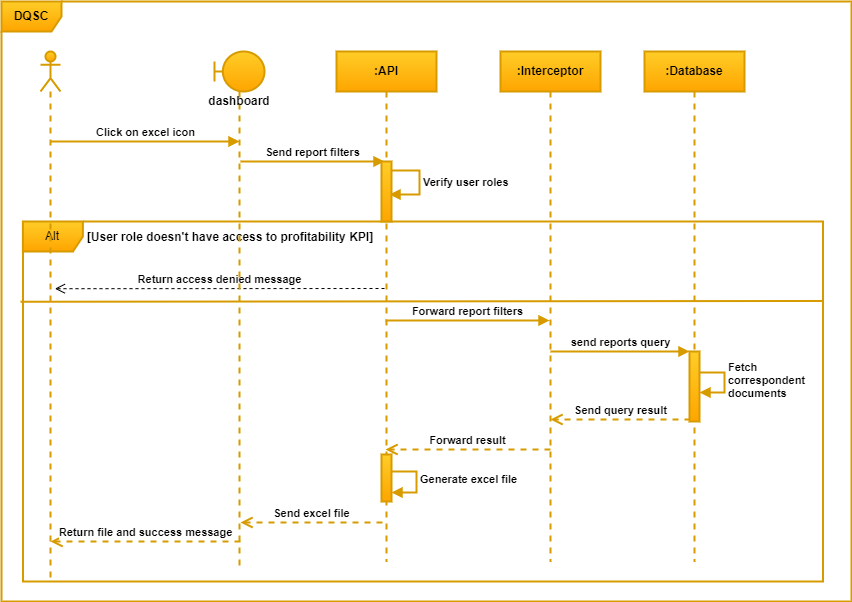 DQSC
:API
:Interceptor
:Database
dashboard
Click on excel icon
Send report filters
Verify user roles
Alt
[User role doesn't have access to profitability KPI]
Return access denied message
Forward report filters
send reports query
Fetch
correspondent
documents
Send query result
Forward result
Generate excel file
Send excel file
Return file and success message